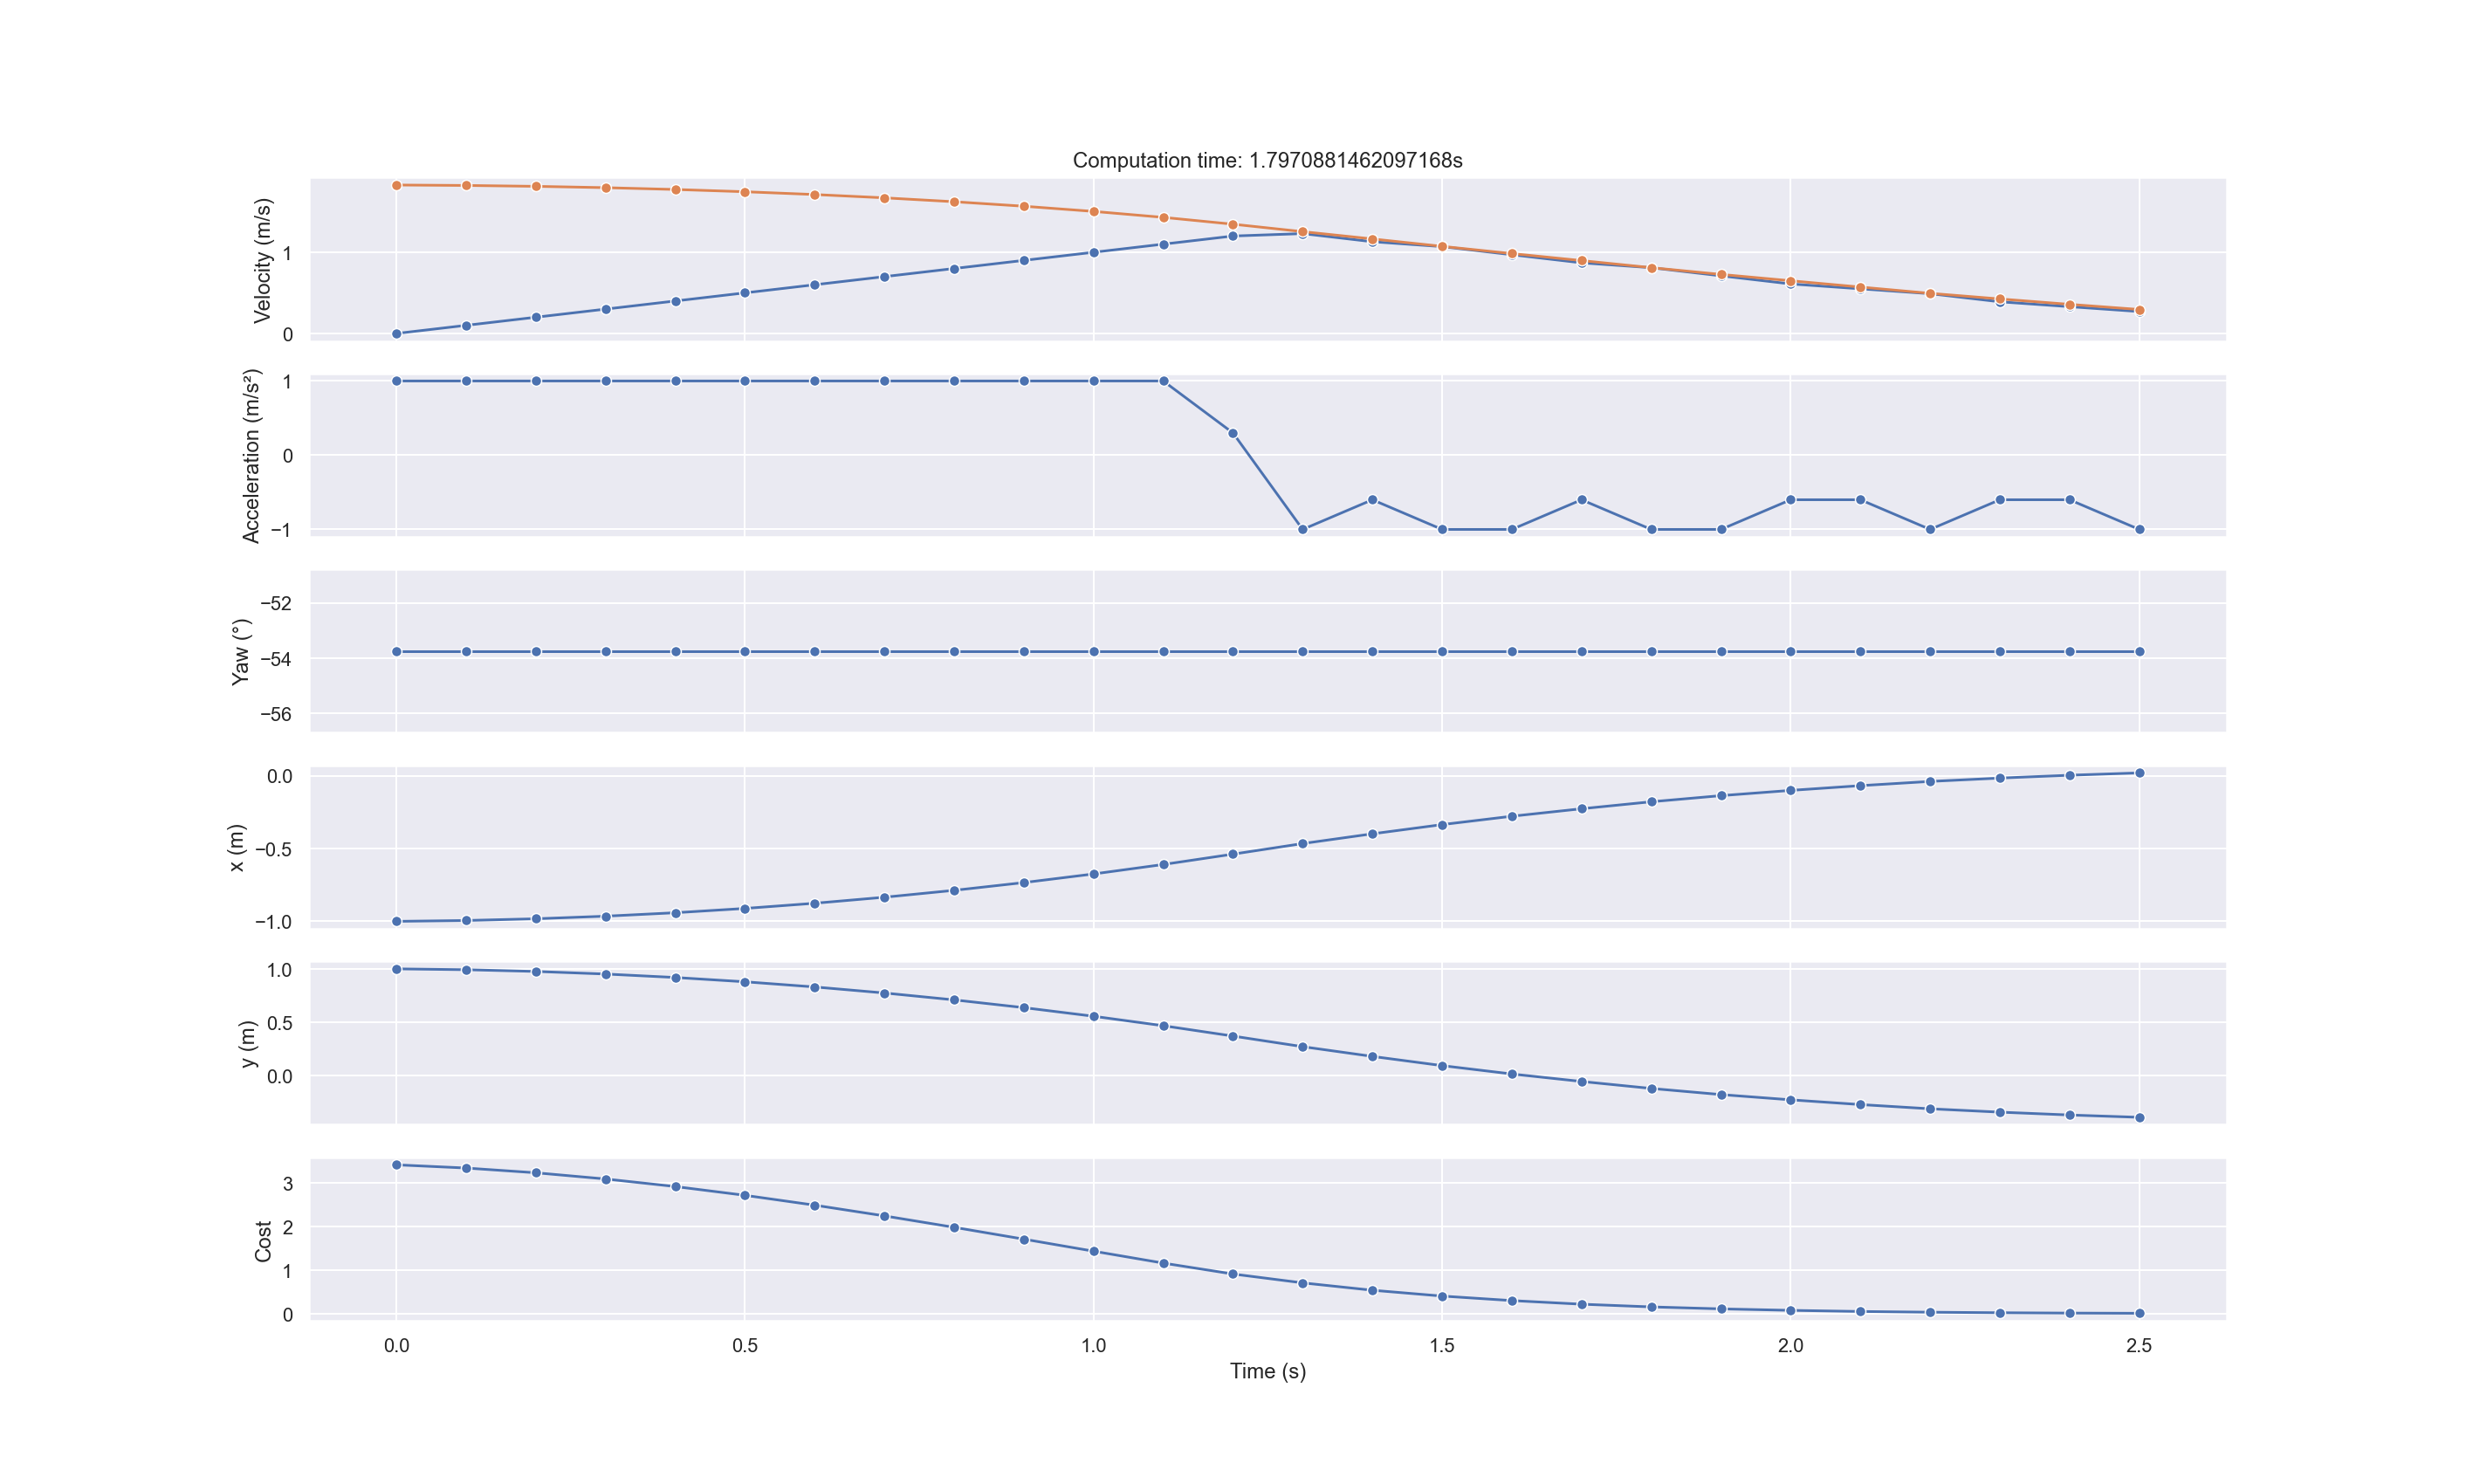 Computation time: 1.7970881462097168s
Velocity (m/s)
1
0
Acceleration (m/s²)
1
0
−1
Yaw (°)
−52
−54
−56
x (m)
0.0
−0.5
−1.0
y (m)
1.0
0.5
0.0
Cost
3
2
1
0
0.0 0.5 1.0 1.5 2.0 2.5
Time (s)